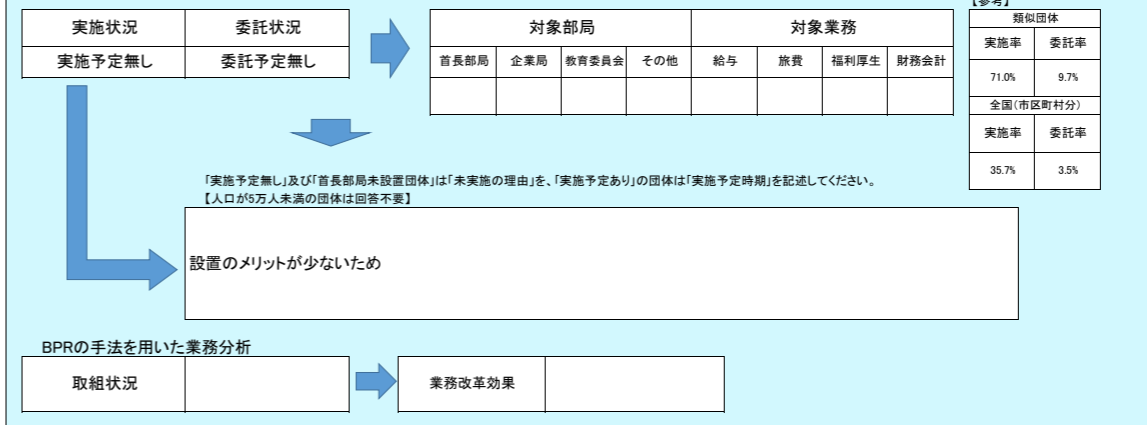 【参考】
実施状況 委託状況
実施予定無し 委託予定無し
対象部局 対象業務
首長部局 企業局 教育委員会 その他 給与 旅費 福利厚生 財務会計
類似団体
実施率 委託率
71.0% 9.7%
全国(市区町村分)
実施率 委託率
35.7% 3.5%
「実施予定無し」及び「首長部局未設置団体」は「未実施の理由」を、「実施予定あり」の団体は「実施予定時期」を記述してください。
【人口が5万人未満の団体は回答不要】
設置のメリットが少ないため
BPRの手法を用いた業務分析
取組状況 業務改革効果